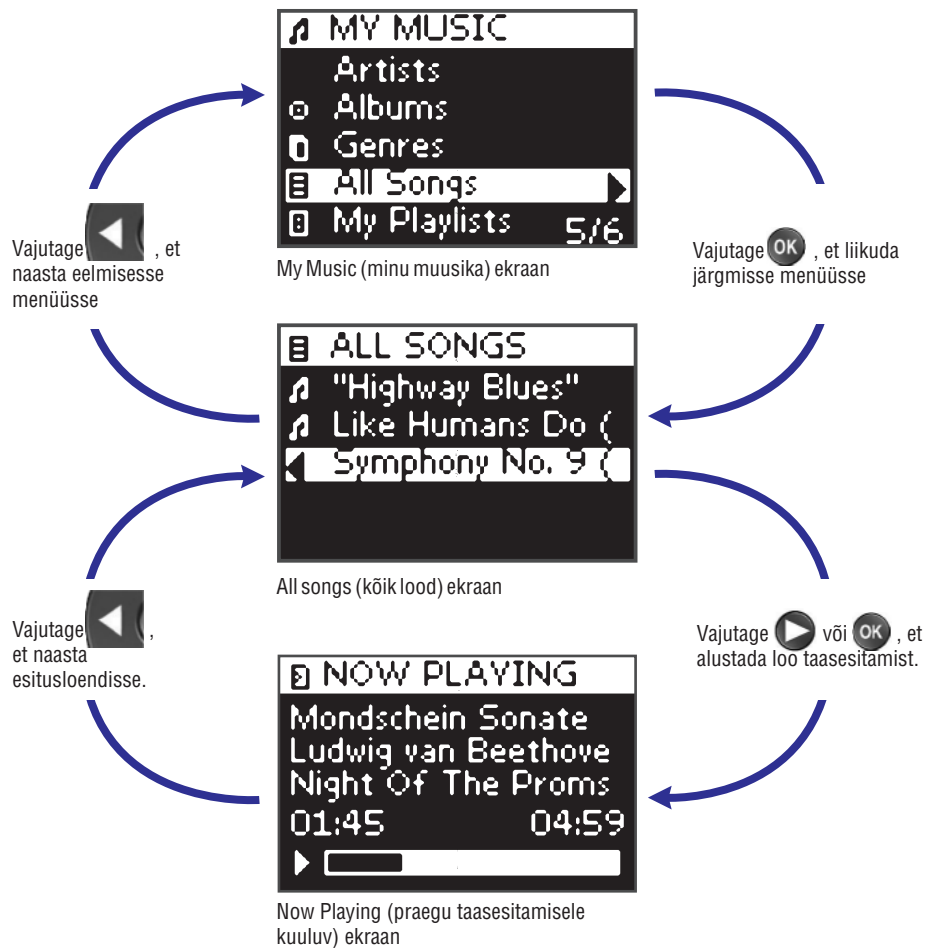 MY MUSIC
Artists
Albums
Genres
All Songs
My Playlists 5/6
My Music (minu muusika) ekraan
Vajutage , et
naasta eelmisesse
menüüsse
Vajutage OK , et liikuda
järgmisse menüüsse
ALL SONGS
"Highway Blues"
Like Humans Do (
Symphony No. 9 (
All songs (kõik lood) ekraan
Vajutage ,
et naasta
esitusloendisse.
Vajutage või OK , et
alustada loo taasesitamist.
NOW PLAYING
Mondschein Sonate
Ludwig van Beethove
Night Of The Proms
01:45 04:59
Now Playing (praegu taasesitamisele
kuuluv) ekraan